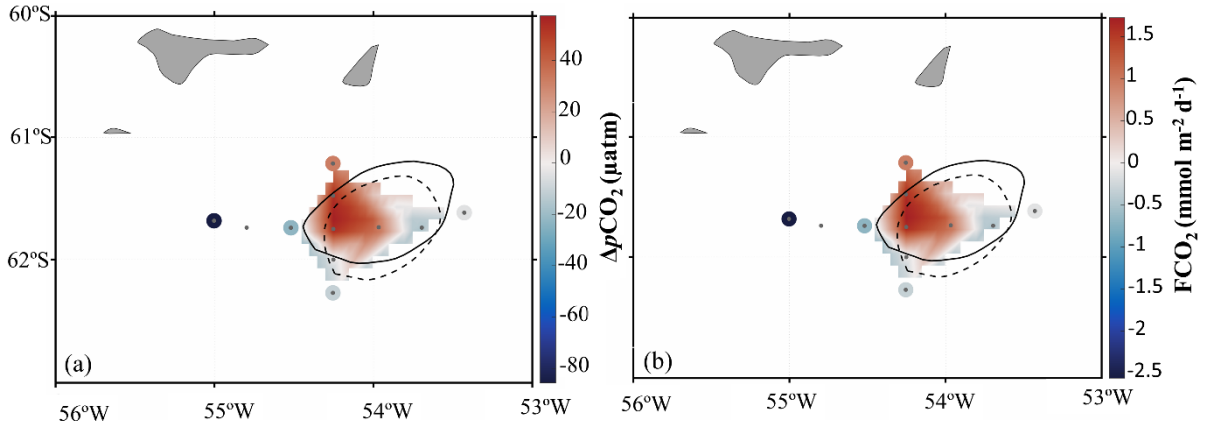 60ºS
61ºS
62ºS
(a)
56ºW
55ºW
54ºW
53ºW
40
20
0
-20
-40
-60
-80
ΔpCO₂ (µatm)
(b)
56ºW
55ºW
54ºW
53ºW
1.5
1
0.5
0
-0.5
-1
-1.5
-2
-2.5
FCO₂ (mmol m⁻² d⁻¹)